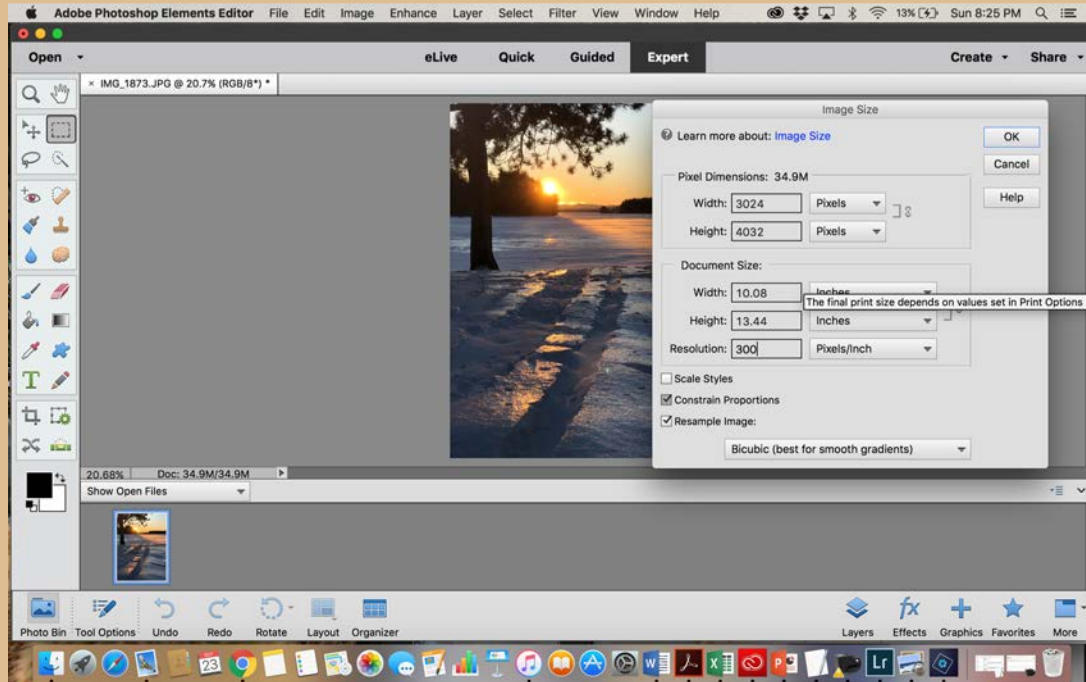 Adobe Photoshop Elements Editor File Edit Image Enhance Layer Select Filter View Window Help 13% Sun 8:25 PM
Open eLive Quick Guided Expert Create Share
× IMG_1873.JPG @ 20.7% (RGB/8*) *
Image Size
Learn more about: Image Size
OK
Cancel
Help
Pixel Dimensions: 34.9M
Width: 3024 Pixels
Height: 4032 Pixels
Document Size:
Width: 10.08 Inches
The final print size depends on values set in Print Options
Height: 13.44 Inches
Resolution: 300 Pixels/Inch
Scale Styles
Constrain Proportions
Resample Image:
Bicubic (best for smooth gradients)
T
20.68% Doc: 34.9M/34.9M
Show Open Files
fx
Photo Bin Tool Options Undo Redo Rotate Layout Organizer Layers Effects Graphics Favorites More
23 W X P Lr